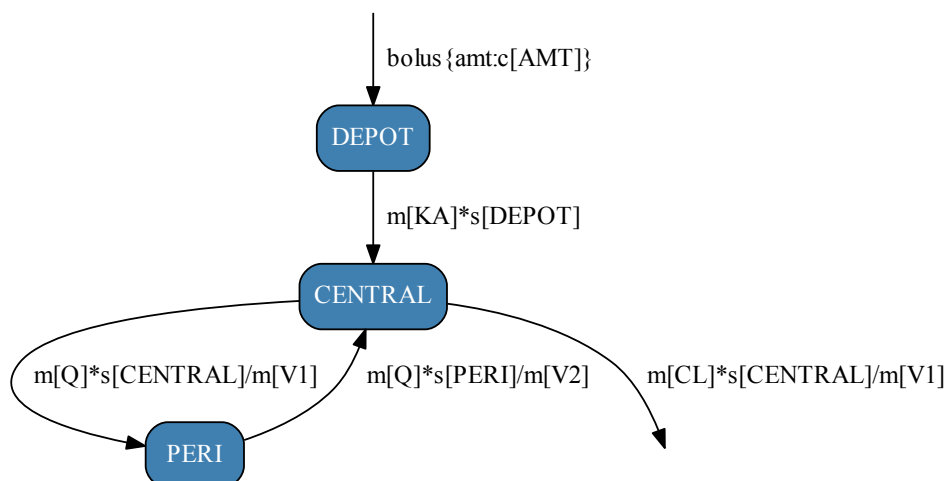 bolus{amt:c[AMT]}
DEPOT
m[KA]*s[DEPOT]
CENTRAL
m[Q]*s[CENTRAL]/m[V1]
m[Q]*s[PERI]/m[V2]
m[CL]*s[CENTRAL]/m[V1]
PERI